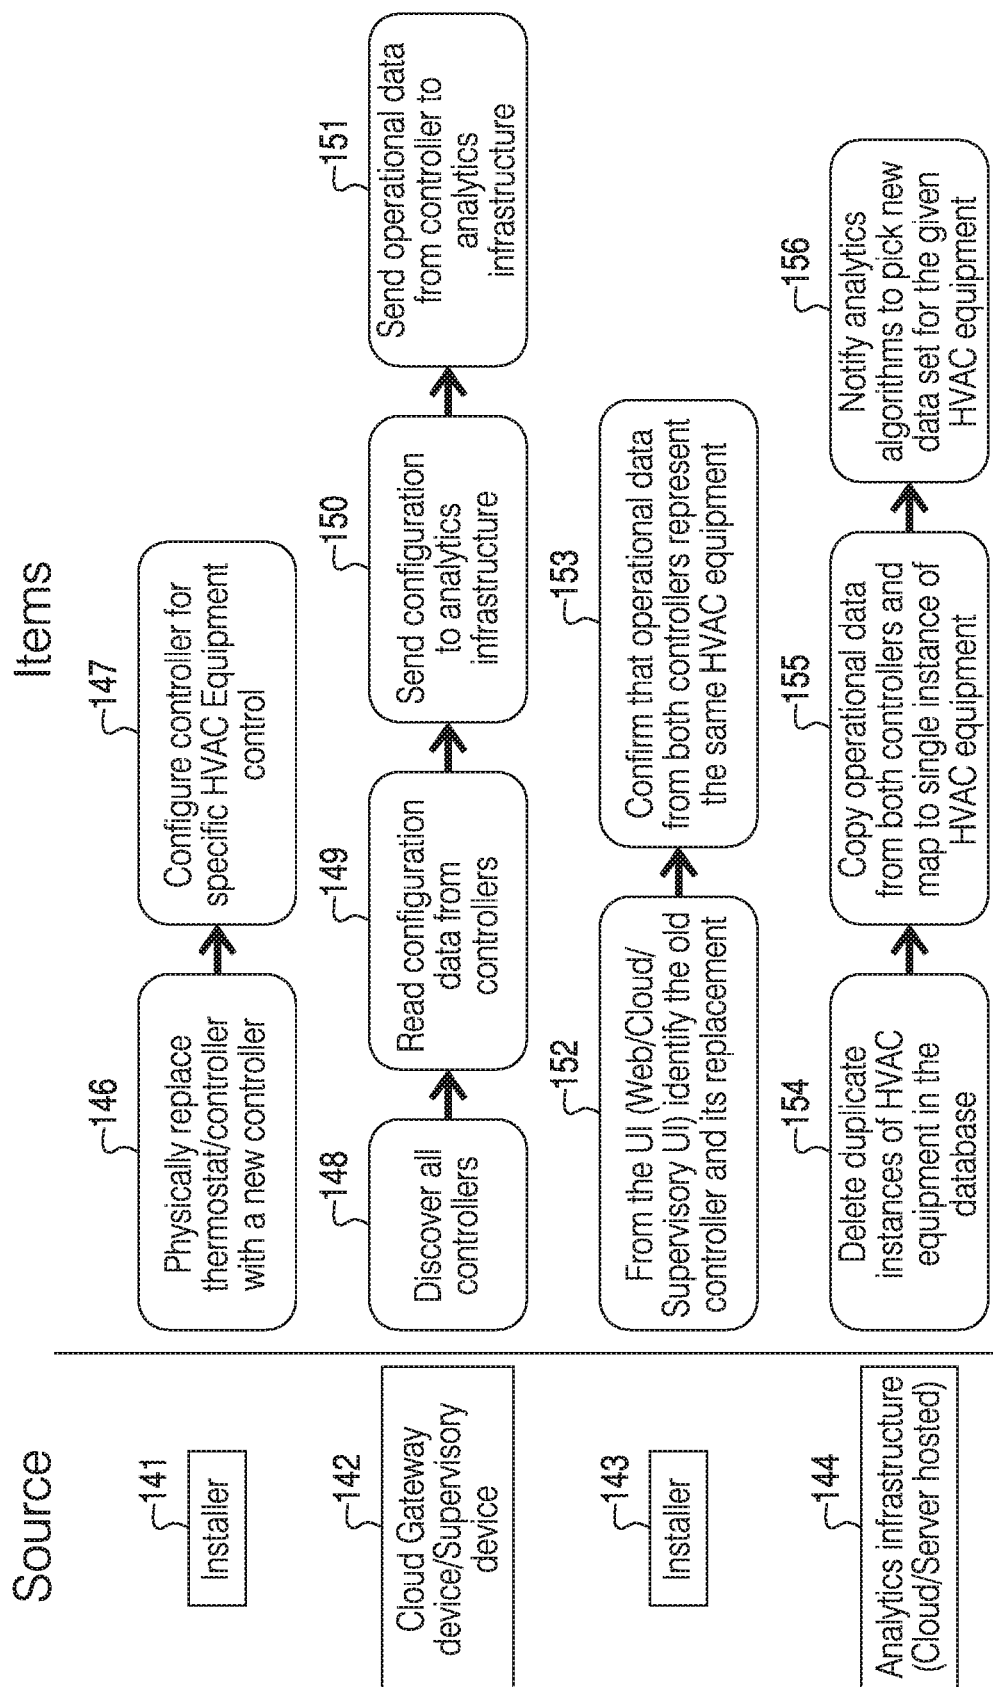 Source
Items
141
Installer
146
Physically replace
thermostat/controller
with a new controller
147
Configure controller for
specific HVAC Equipment
control
142
Cloud Gateway
device/Supervisory
device
148
Discover all
controllers
149
Read configuration
data from
controllers
150
Send configuration
to analytics
infrastructure
151
Send operational data
from controller to
analytics
infrastructure
143
Installer
152
From the UI (Web/Cloud/
Supervisory UI) identify the old
controller and its replacement
153
Confirm that operational data
from both controllers represent
the same HVAC equipment
144
Analytics infrastructure
(Cloud/Server hosted)
154
Delete duplicate
instances of HVAC
equipment in the
database
155
Copy operational data
from both controllers and
map to single instance of
HVAC equipment
156
Notify analytics
algorithms to pick new
data set for the given
HVAC equipment